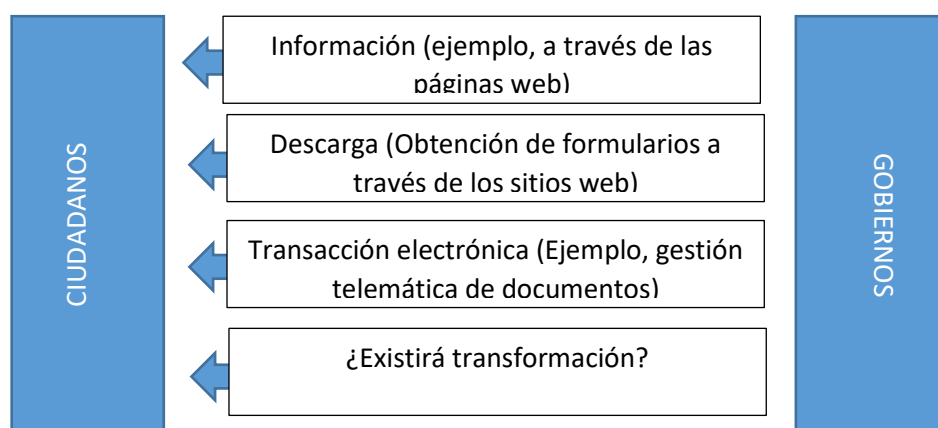 CIUDADANOS
Información (ejemplo, a través de las
páginas web)
Descarga (Obtención de formularios a
través de los sitios web)
Transacción electrónica (Ejemplo, gestión
telemática de documentos)
¿Existirá transformación?
GOBIERNOS